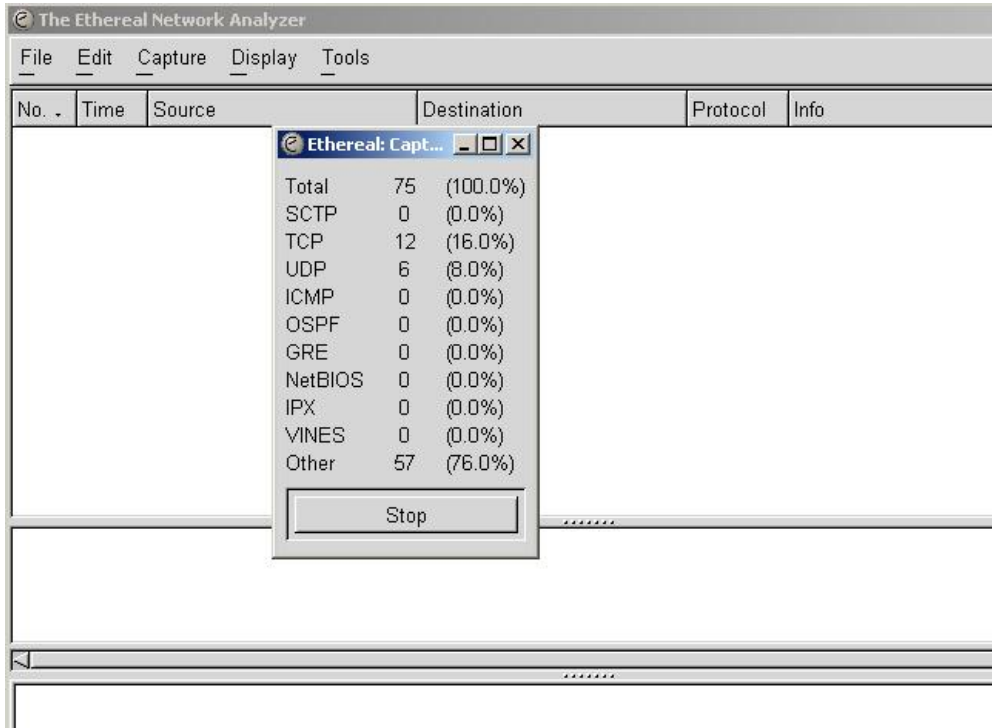 The Ethereal Network Analyzer
File Edit Capture Display Tools
No. Time Source Destination Protocol Info
Ethereal: Capt...
Total 75 (100.0%)
SCTP 0 (0.0%)
TCP 12 (16.0%)
UDP 6 (8.0%)
ICMP 0 (0.0%)
OSPF 0 (0.0%)
GRE 0 (0.0%)
NetBIOS 0 (0.0%)
IPX 0 (0.0%)
VINES 0 (0.0%)
Other 57 (76.0%)
Stop